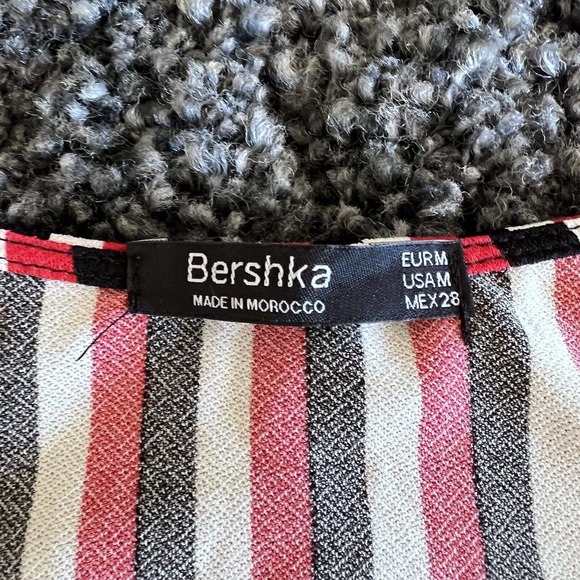 Bershka
MADE IN MOROCCO
EUR M
USA M
MEX 28